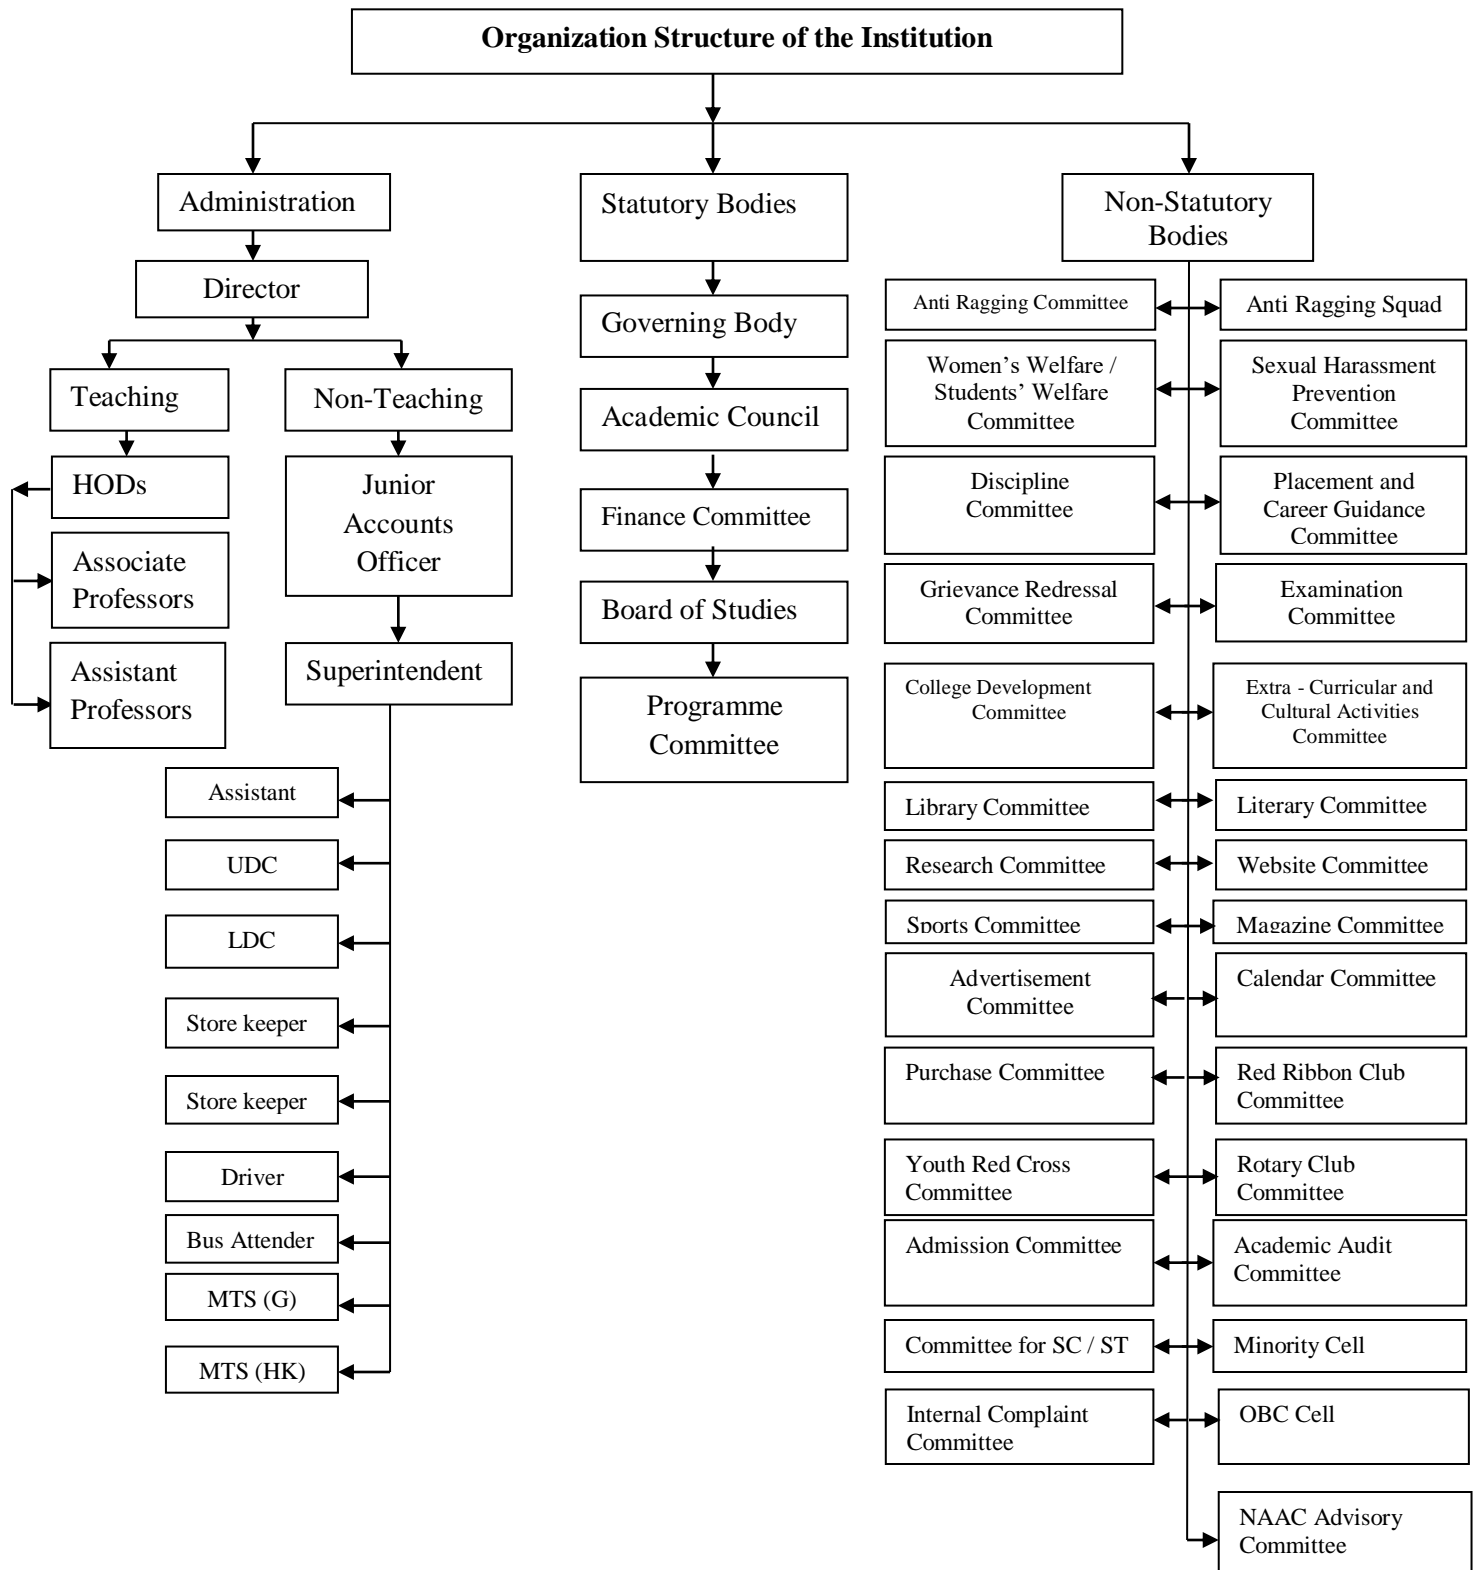 Organization Structure of the Institution
Administration
Statutory Bodies
Non-Statutory
Bodies
Director
Governing Body
Academic Council
Finance Committee
Board of Studies
Programme
Committee
Teaching
Non-Teaching
HODs
Associate
Professors
Assistant
Professors
Junior
Accounts
Officer
Superintendent
Assistant
UDC
LDC
Store keeper
Store keeper
Driver
Bus Attender
MTS (G)
MTS (HK)
Anti Ragging Committee
Anti Ragging Squad
Women’s Welfare /
Students’ Welfare
Committee
Sexual Harassment
Prevention
Committee
Discipline
Committee
Placement and
Career Guidance
Committee
Grievance Redressal
Committee
Examination
Committee
College Development
Committee
Extra - Curricular and
Cultural Activities
Committee
Library Committee
Literary Committee
Research Committee
Website Committee
Sports Committee
Magazine Committee
Advertisement
Committee
Calendar Committee
Purchase Committee
Red Ribbon Club
Committee
Youth Red Cross
Committee
Rotary Club
Committee
Admission Committee
Academic Audit
Committee
Committee for SC / ST
Minority Cell
Internal Complaint
Committee
OBC Cell
NAAC Advisory
Committee